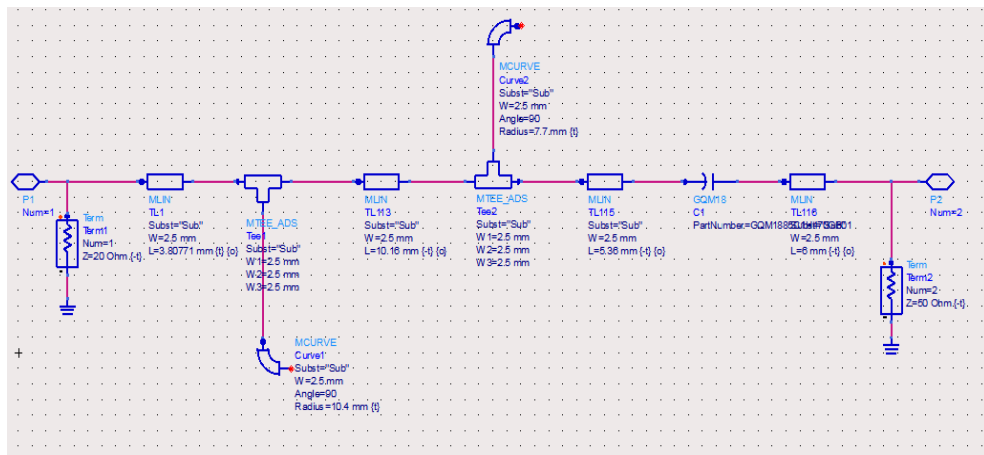 MCURVE
Curve2
Subst="Sub"
W=2.5 mm
Angle=90
Radius=7.7 mm {t}
P1
Num=1
Term
Term1
Num=1
Z=20 Ohm {-t}
MLIN
TL1
Subst="Sub"
W=2.5 mm
L=3.80771 mm {t} {o}
MTEE_ADS
Tee1
Subst="Sub"
W1=2.5 mm
W2=2.5 mm
W3=2.5 mm
MLIN
TL113
Subst="Sub"
W=2.5 mm
L=10.16 mm {-t} {o}
MTEE_ADS
Tee2
Subst="Sub"
W1=2.5 mm
W2=2.5 mm
W3=2.5 mm
MLIN
TL115
Subst="Sub"
W=2.5 mm
L=5.36 mm {-t} {o}
GQM18
C1
MLIN
TL116
Subst="Sub"
W=2.5 mm
L=6 mm {-t} {o}
P2
Num=2
Term
Term2
Num=2
Z=50 Ohm {-t}
MCURVE
Curve1
Subst="Sub"
W=2.5 mm
Angle=90
Radius=10.4 mm {t}